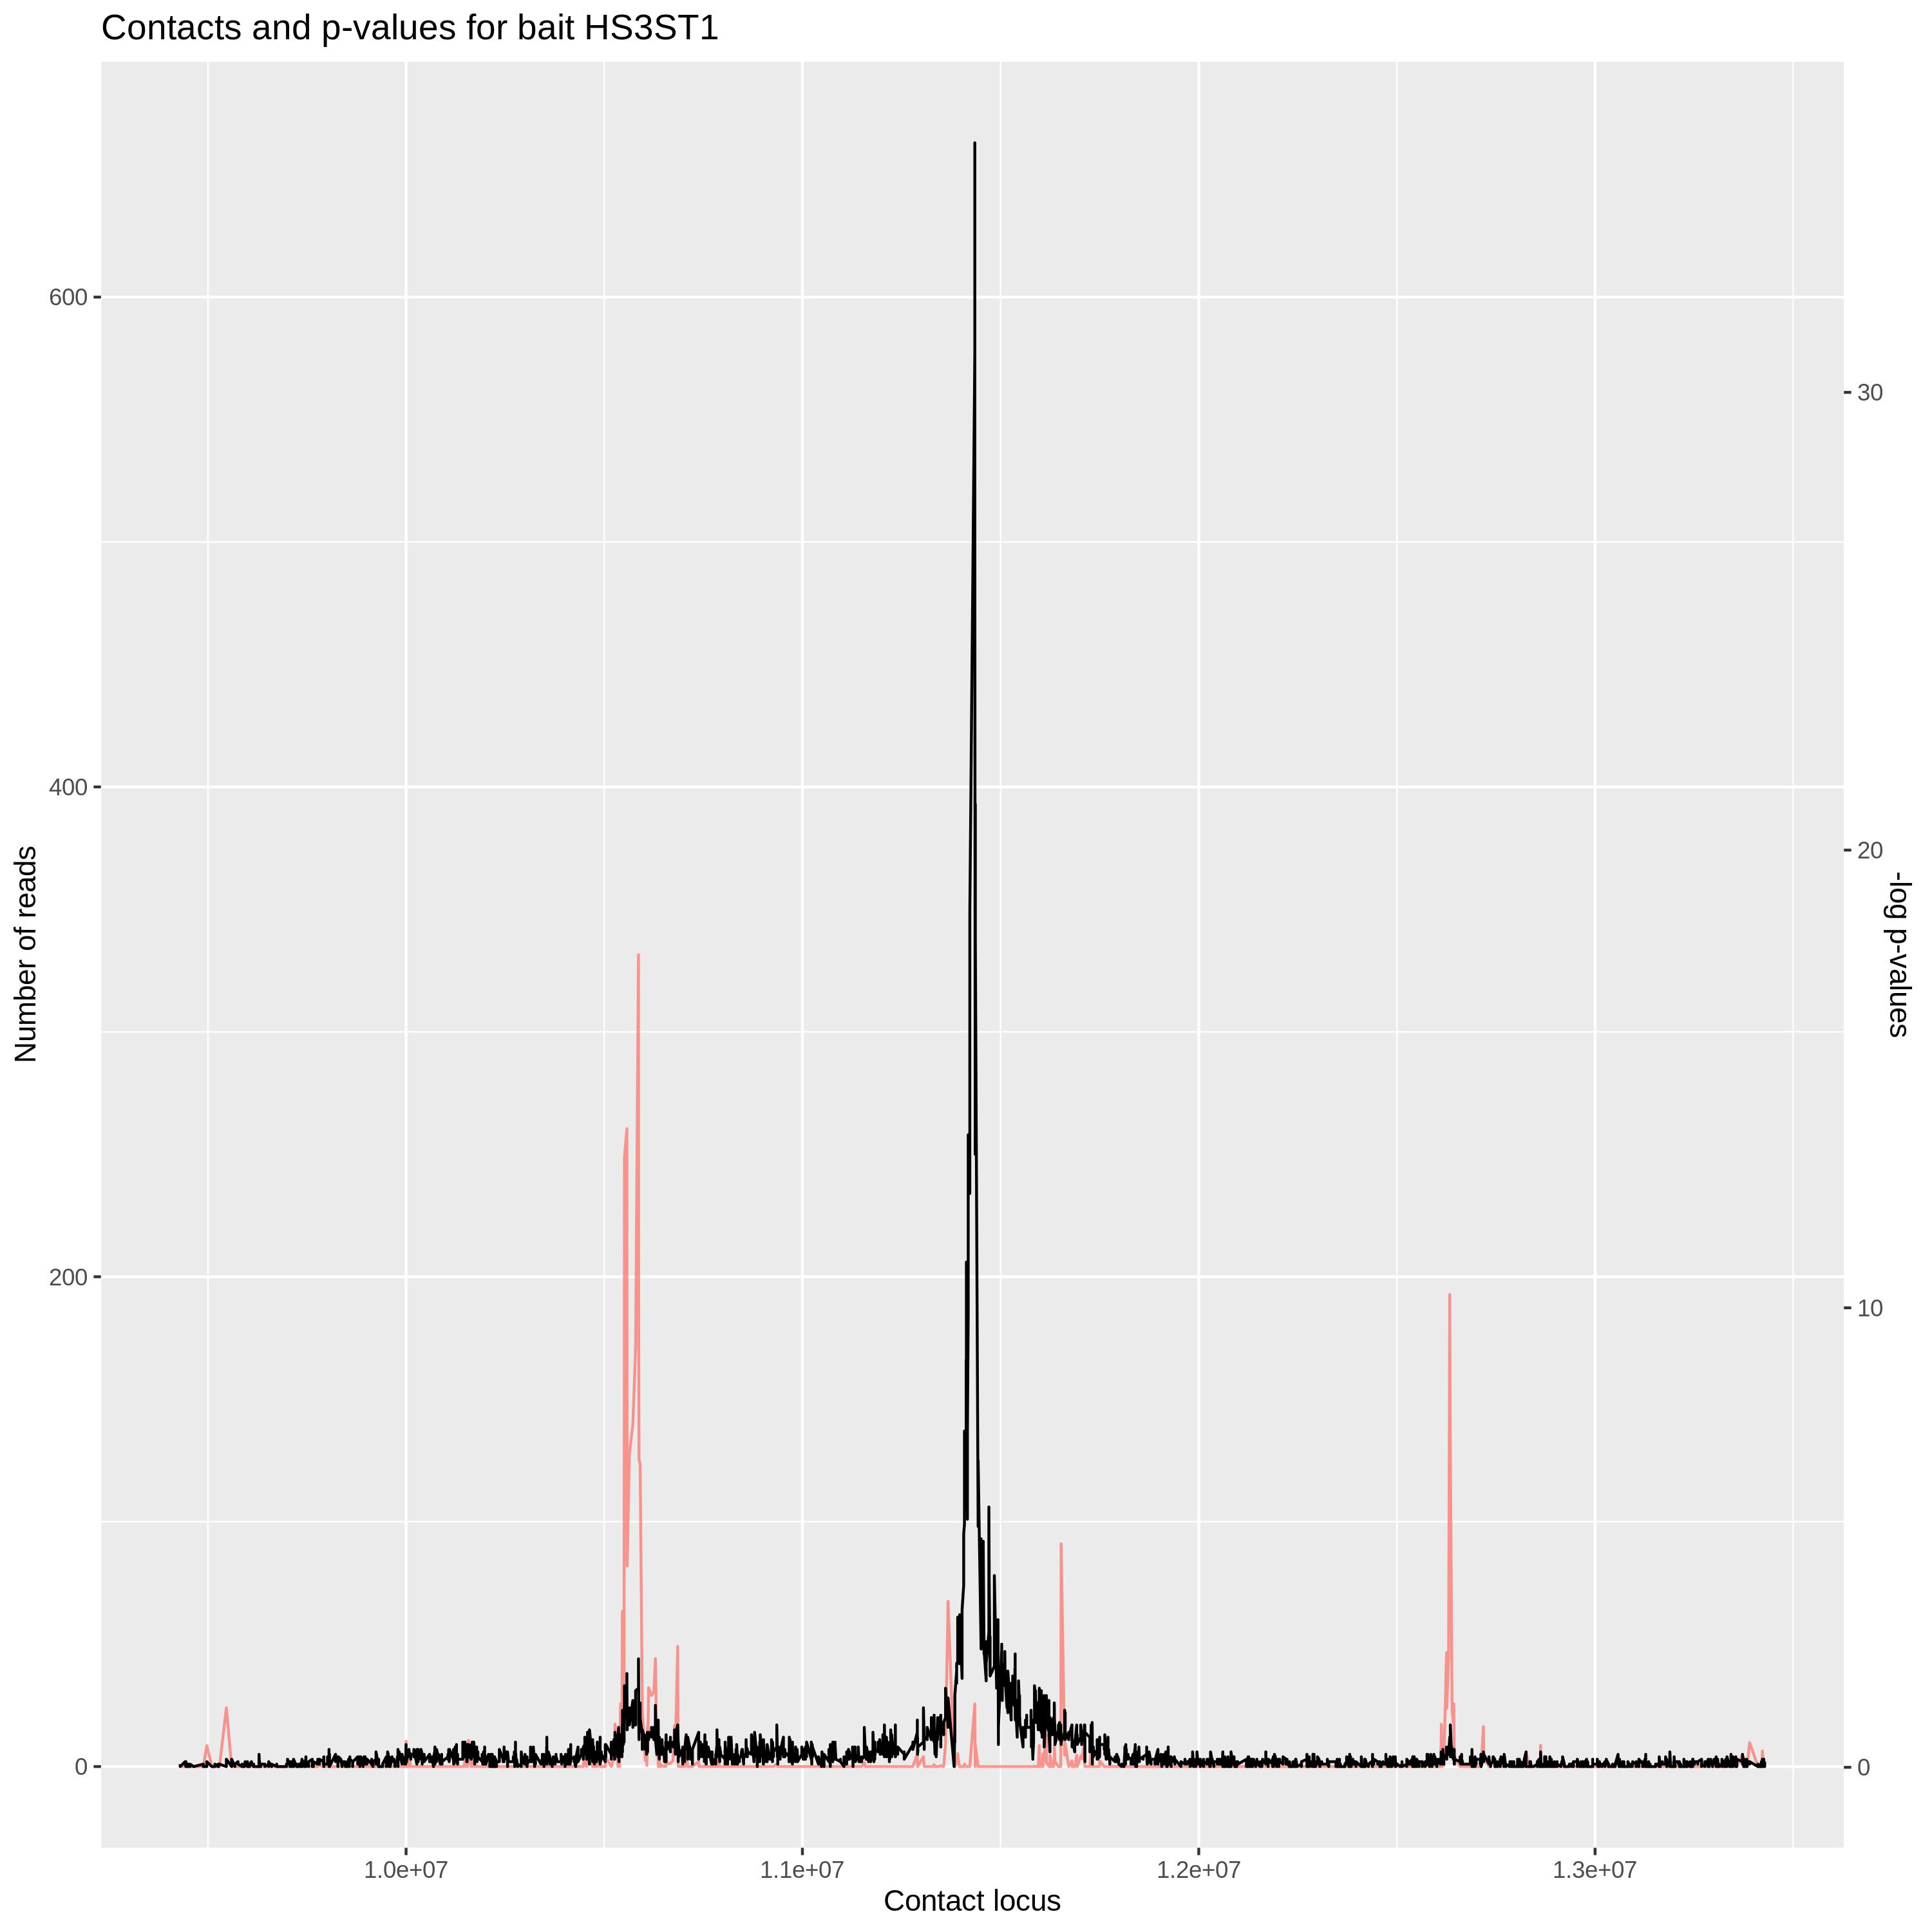 Contacts and p-values for bait HS3ST1
600
400
200
0
Number of reads
30
20
10
0
-log p-values
1.0e+07
1.1e+07
1.2e+07
1.3e+07
Contact locus